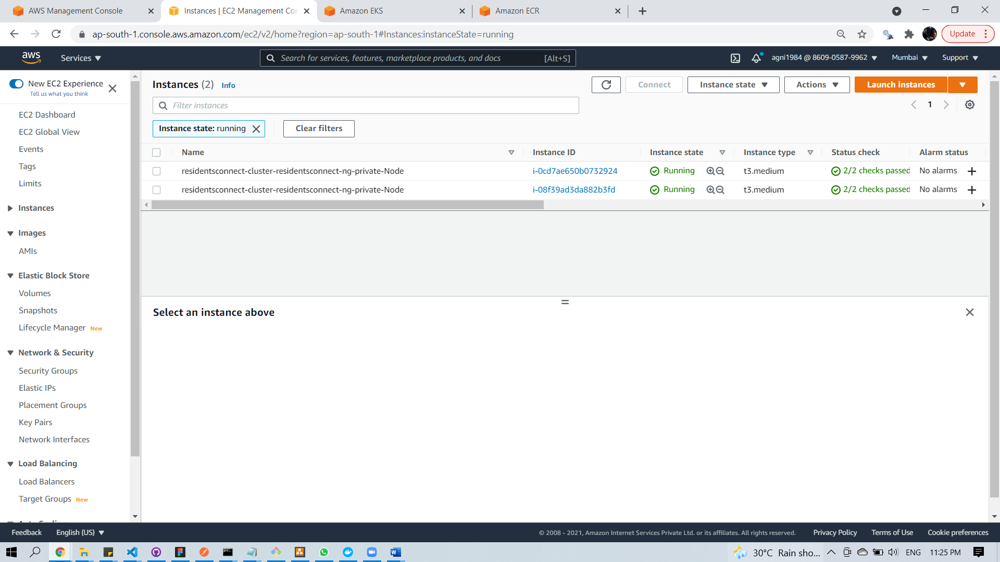 AWS Management Console
Instances | EC2 Management Con
Amazon EKS
Amazon ECR
ap-south-1.console.aws.amazon.com/ec2/v2/home?region=ap-south-1#Instances:instanceState=running
Update
aws
Services
Search for services, features, marketplace products, and docs [Alt+S]
agni1984 @ 8609-0587-9962
Mumbai
Support
New EC2 Experience
Tell us what you think
EC2 Dashboard
EC2 Global View
Events
Tags
Limits
Instances
Images
AMIs
Elastic Block Store
Volumes
Snapshots
Lifecycle Manager New
Network & Security
Security Groups
Elastic IPs
Placement Groups
Key Pairs
Network Interfaces
Load Balancing
Load Balancers
Target Groups New
Instances (2) Info
Connect
Instance state
Actions
Launch instances
Filter instances
1
Instance state: running
Clear filters
Name Instance ID Instance state Instance type Status check Alarm status
residentsconnect-cluster-residentsconnect-ng-private-Node i-0cd7ae650b0732924 Running t3.medium 2/2 checks passed No alarms +
residentsconnect-cluster-residentsconnect-ng-private-Node i-08f39ad3da882b3fd Running t3.medium 2/2 checks passed No alarms +
Select an instance above
Feedback English (US)
© 2008 - 2021, Amazon Internet Services Private Ltd. or its affiliates. All rights reserved. Privacy Policy Terms of Use Cookie preferences
30°C Rain sho... ENG 11:25 PM